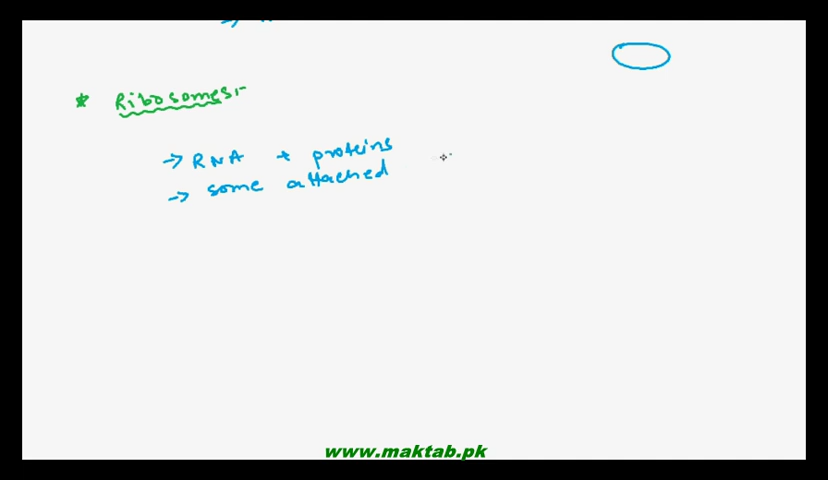 * Ribosomes:-
→ RNA + proteins
→ some attached
www.maktab.pk